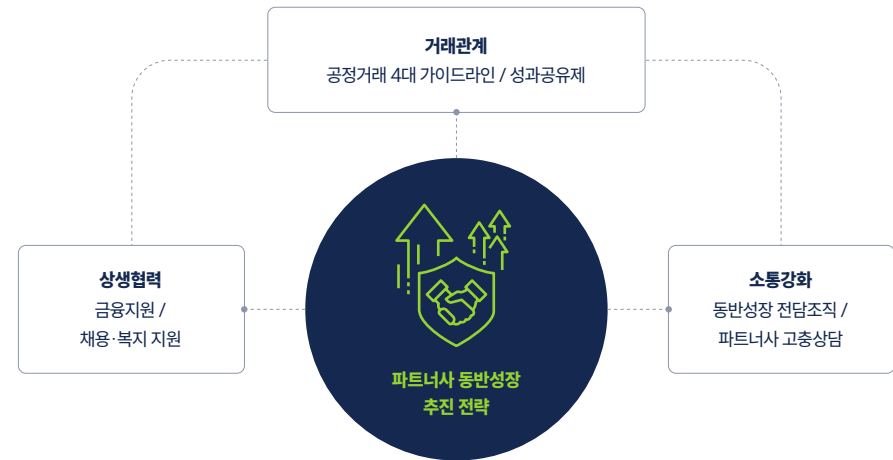 거래관계
공정거래 4대 가이드라인 / 성과공유제
상생협력
금융지원 /
채용·복지 지원
소통강화
동반성장 전담조직 /
파트너사 고충상담
파트너사 동반성장
추진 전략